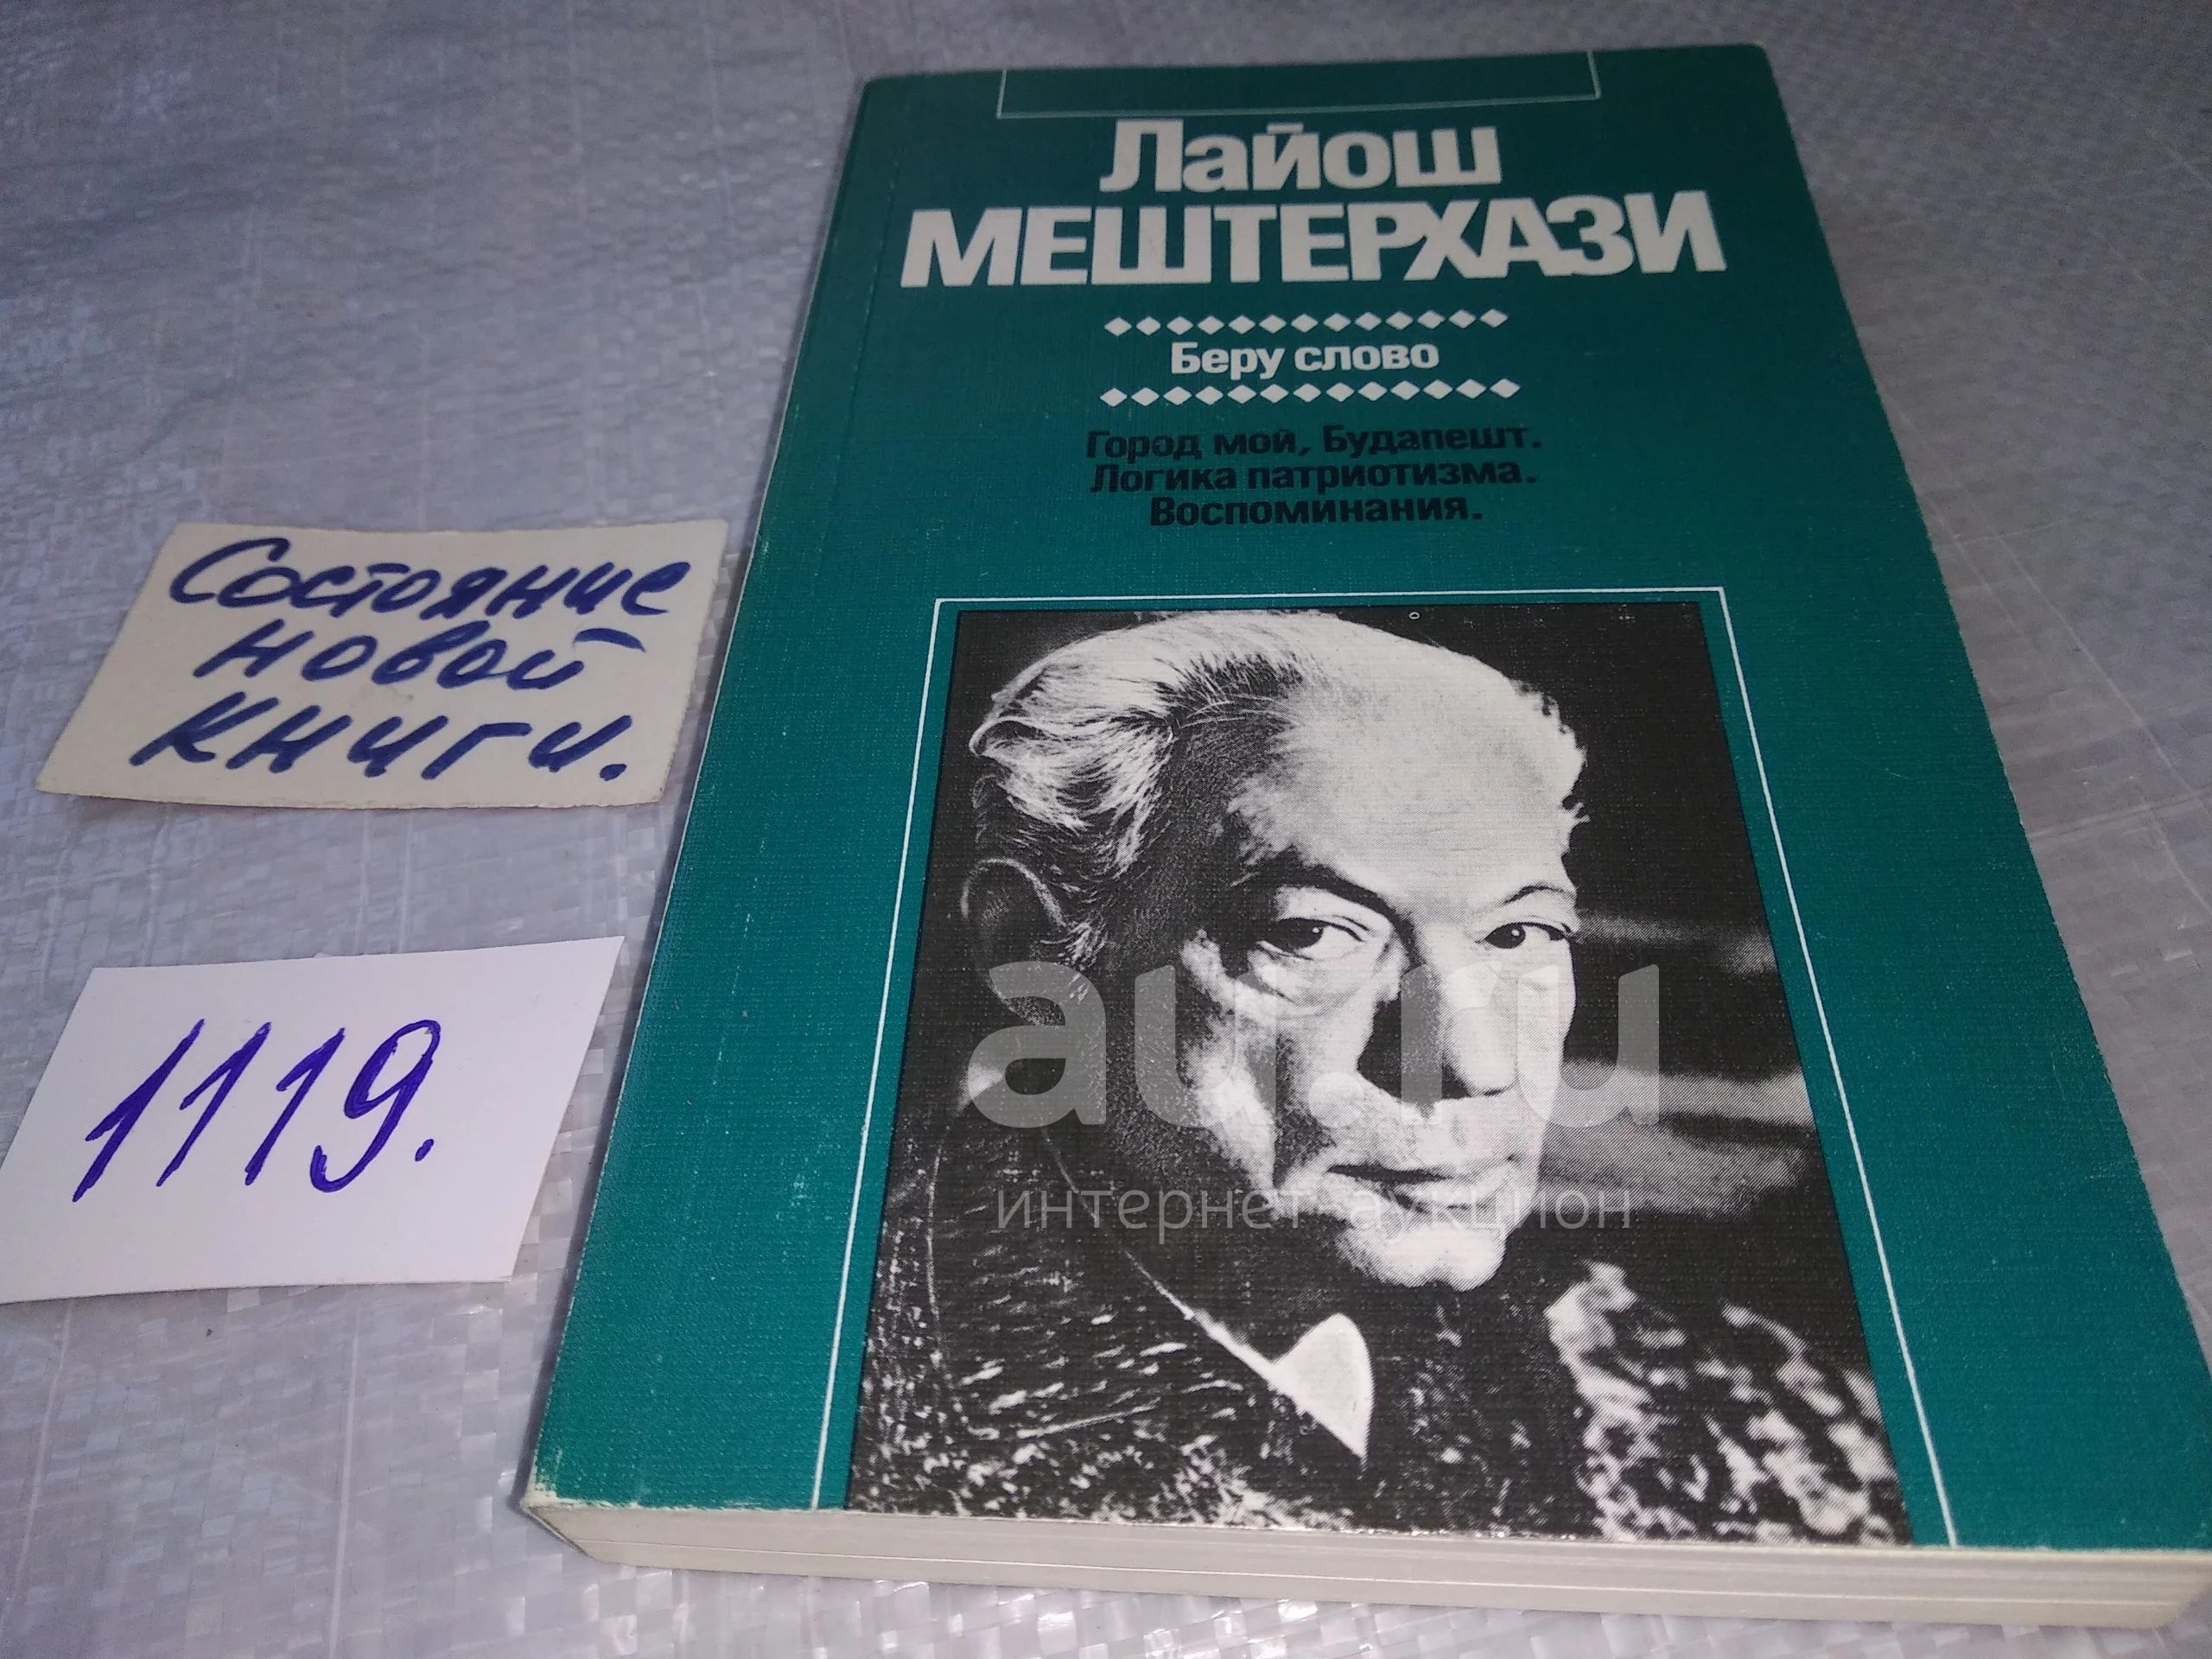 Лайош
МЕШТЕРХАЗИ
Беру слово
Город мой, Будапешт.
Логика патриотизма.
Воспоминания.
Состояние
новой
книги.
1119.
au.ru
интернет аукцион